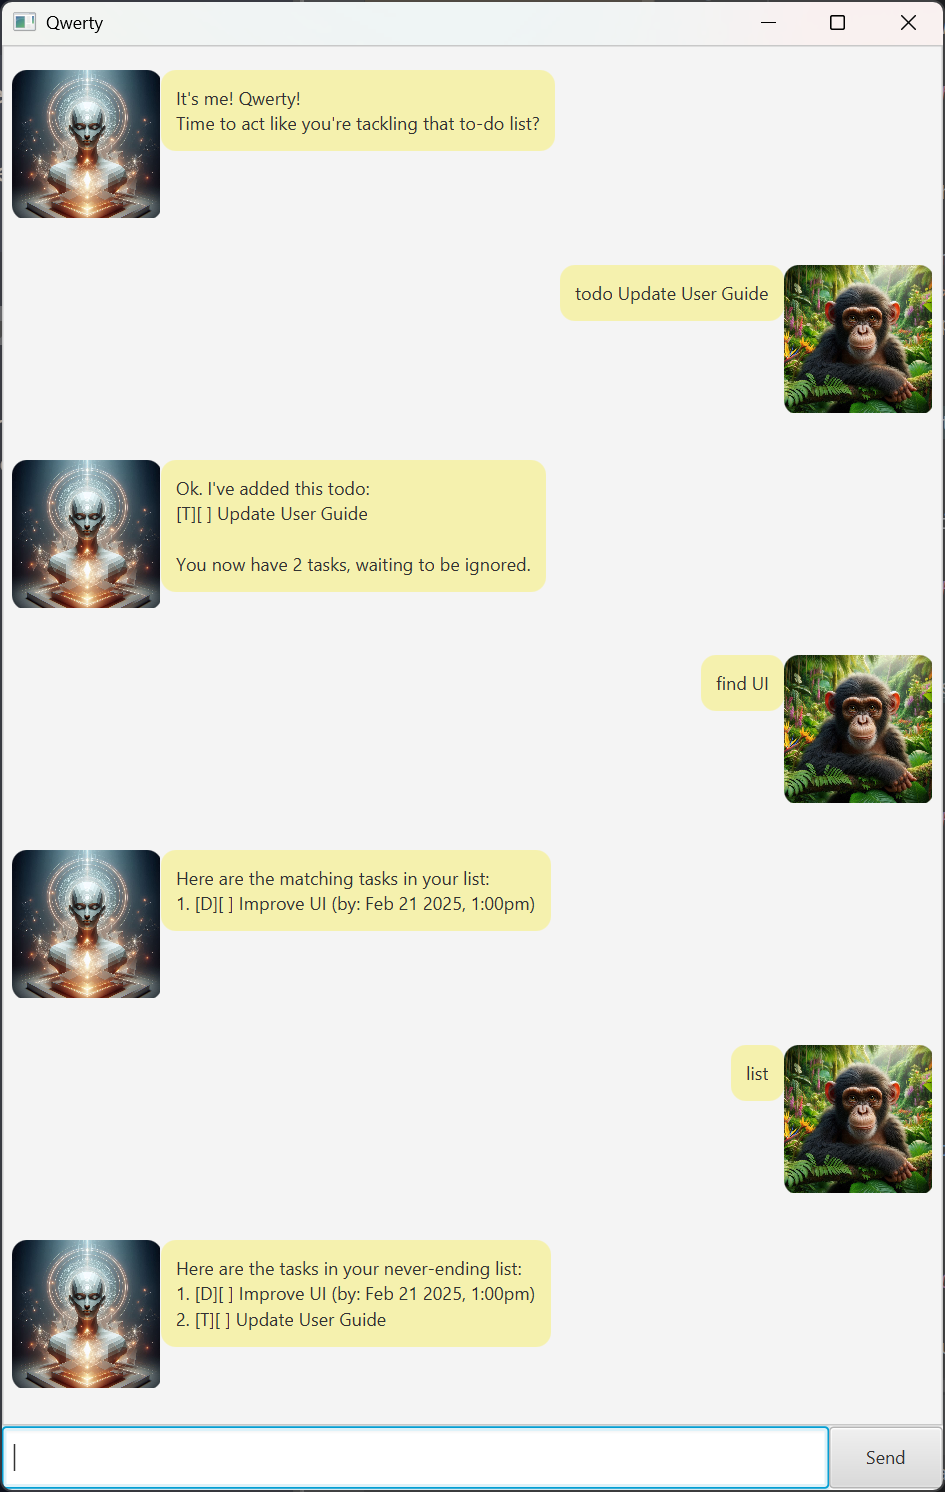 Qwerty
It's me! Qwerty!
Time to act like you're tackling that to-do list?
todo Update User Guide
Ok. I've added this todo:
[T][ ] Update User Guide
You now have 2 tasks, waiting to be ignored.
find UI
Here are the matching tasks in your list:
1. [D][ ] Improve UI (by: Feb 21 2025, 1:00pm)
list
Here are the tasks in your never-ending list:
1. [D][ ] Improve UI (by: Feb 21 2025, 1:00pm)
2. [T][ ] Update User Guide
Send